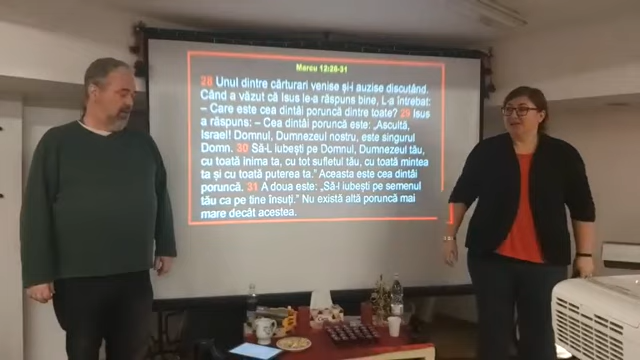 Marcu 12:28-31
28 Unul dintre cărturari venise și-i auzise discutând.
Când a văzut că Isus le-a răspuns bine, L-a întrebat:
– Care este cea dintâi poruncă dintre toate? 29 Isus
a răspuns: – Cea dintâi poruncă este: „Ascultă,
Israel! Domnul, Dumnezeul nostru, este singurul
Domn. 30 Să-L iubești pe Domnul, Dumnezeul tău,
cu toată inima ta, cu tot sufletul tău, cu toată mintea
ta și cu toată puterea ta.” Aceasta este cea dintâi
poruncă. 31 A doua este: „Să-l iubești pe semenul
tău ca pe tine însuți.” Nu există altă poruncă mai
mare decât acestea.